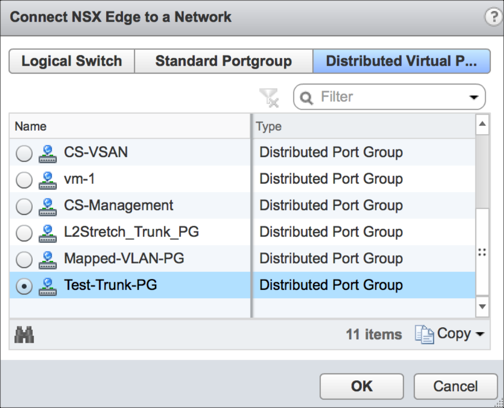 Connect NSX Edge to a Network
?
Logical Switch Standard Portgroup Distributed Virtual P...
Filter
Name Type
CS-VSAN Distributed Port Group
vm-1 Distributed Port Group
CS-Management Distributed Port Group
L2Stretch_Trunk_PG Distributed Port Group
Mapped-VLAN-PG Distributed Port Group
Test-Trunk-PG Distributed Port Group
11 items Copy
OK Cancel